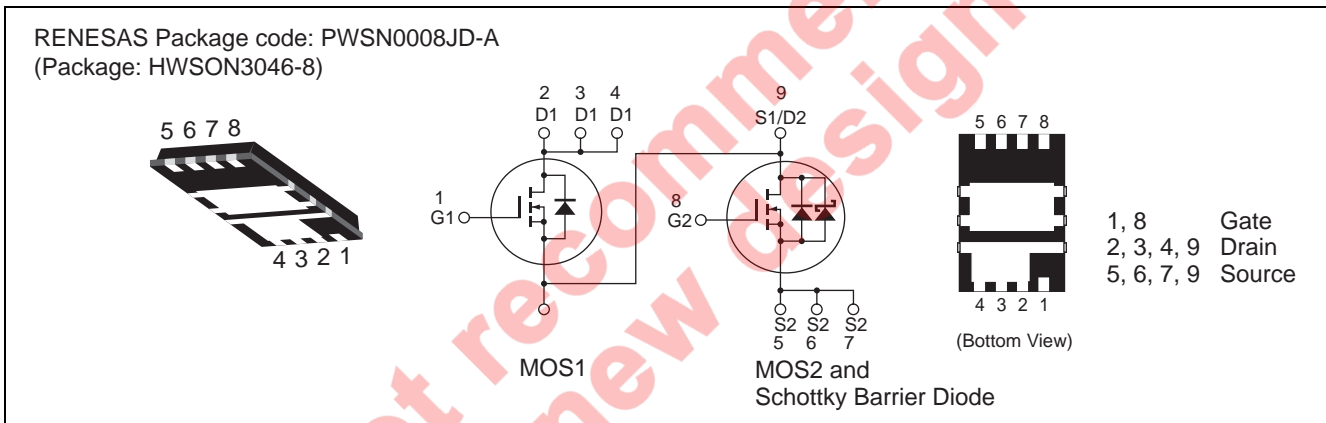 RENESAS Package code: PWSN0008JD-A
(Package: HWSON3046-8)
5 6 7 8
4 3 2 1
2 3 4
D1 D1 D1
1
G1
MOS1
9
S1/D2
8
G2
S2 S2 S2
5 6 7
MOS2 and
Schottky Barrier Diode
5 6 7 8
4 3 2 1
(Bottom View)
1, 8 Gate
2, 3, 4, 9 Drain
5, 6, 7, 9 Source
t recomme
new design